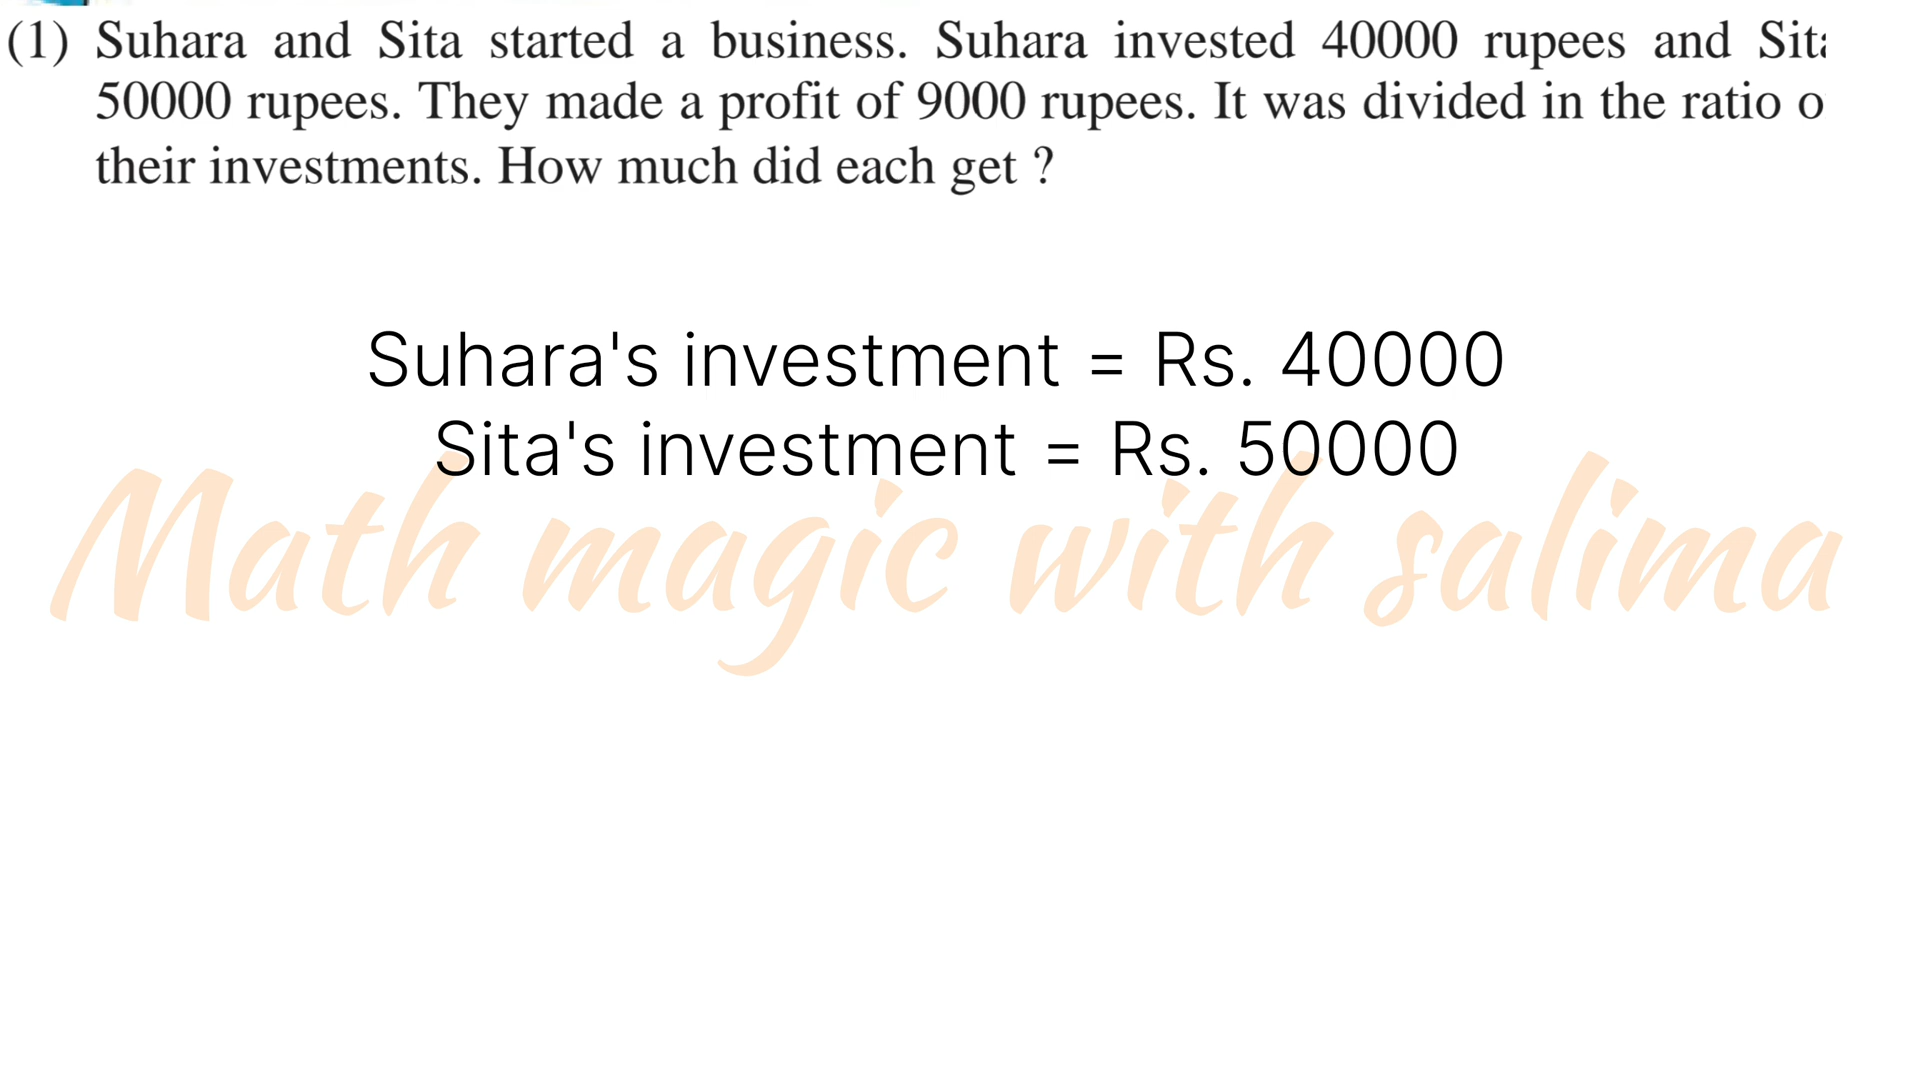 (1) Suhara and Sita started a business. Suhara invested 40000 rupees and
50000 rupees. They made a profit of 9000 rupees. It was divided in the ratio
their investments. How much did each get ?
Suhara's investment = Rs. 40000
Sita's investment = Rs. 50000
Math magic with salima